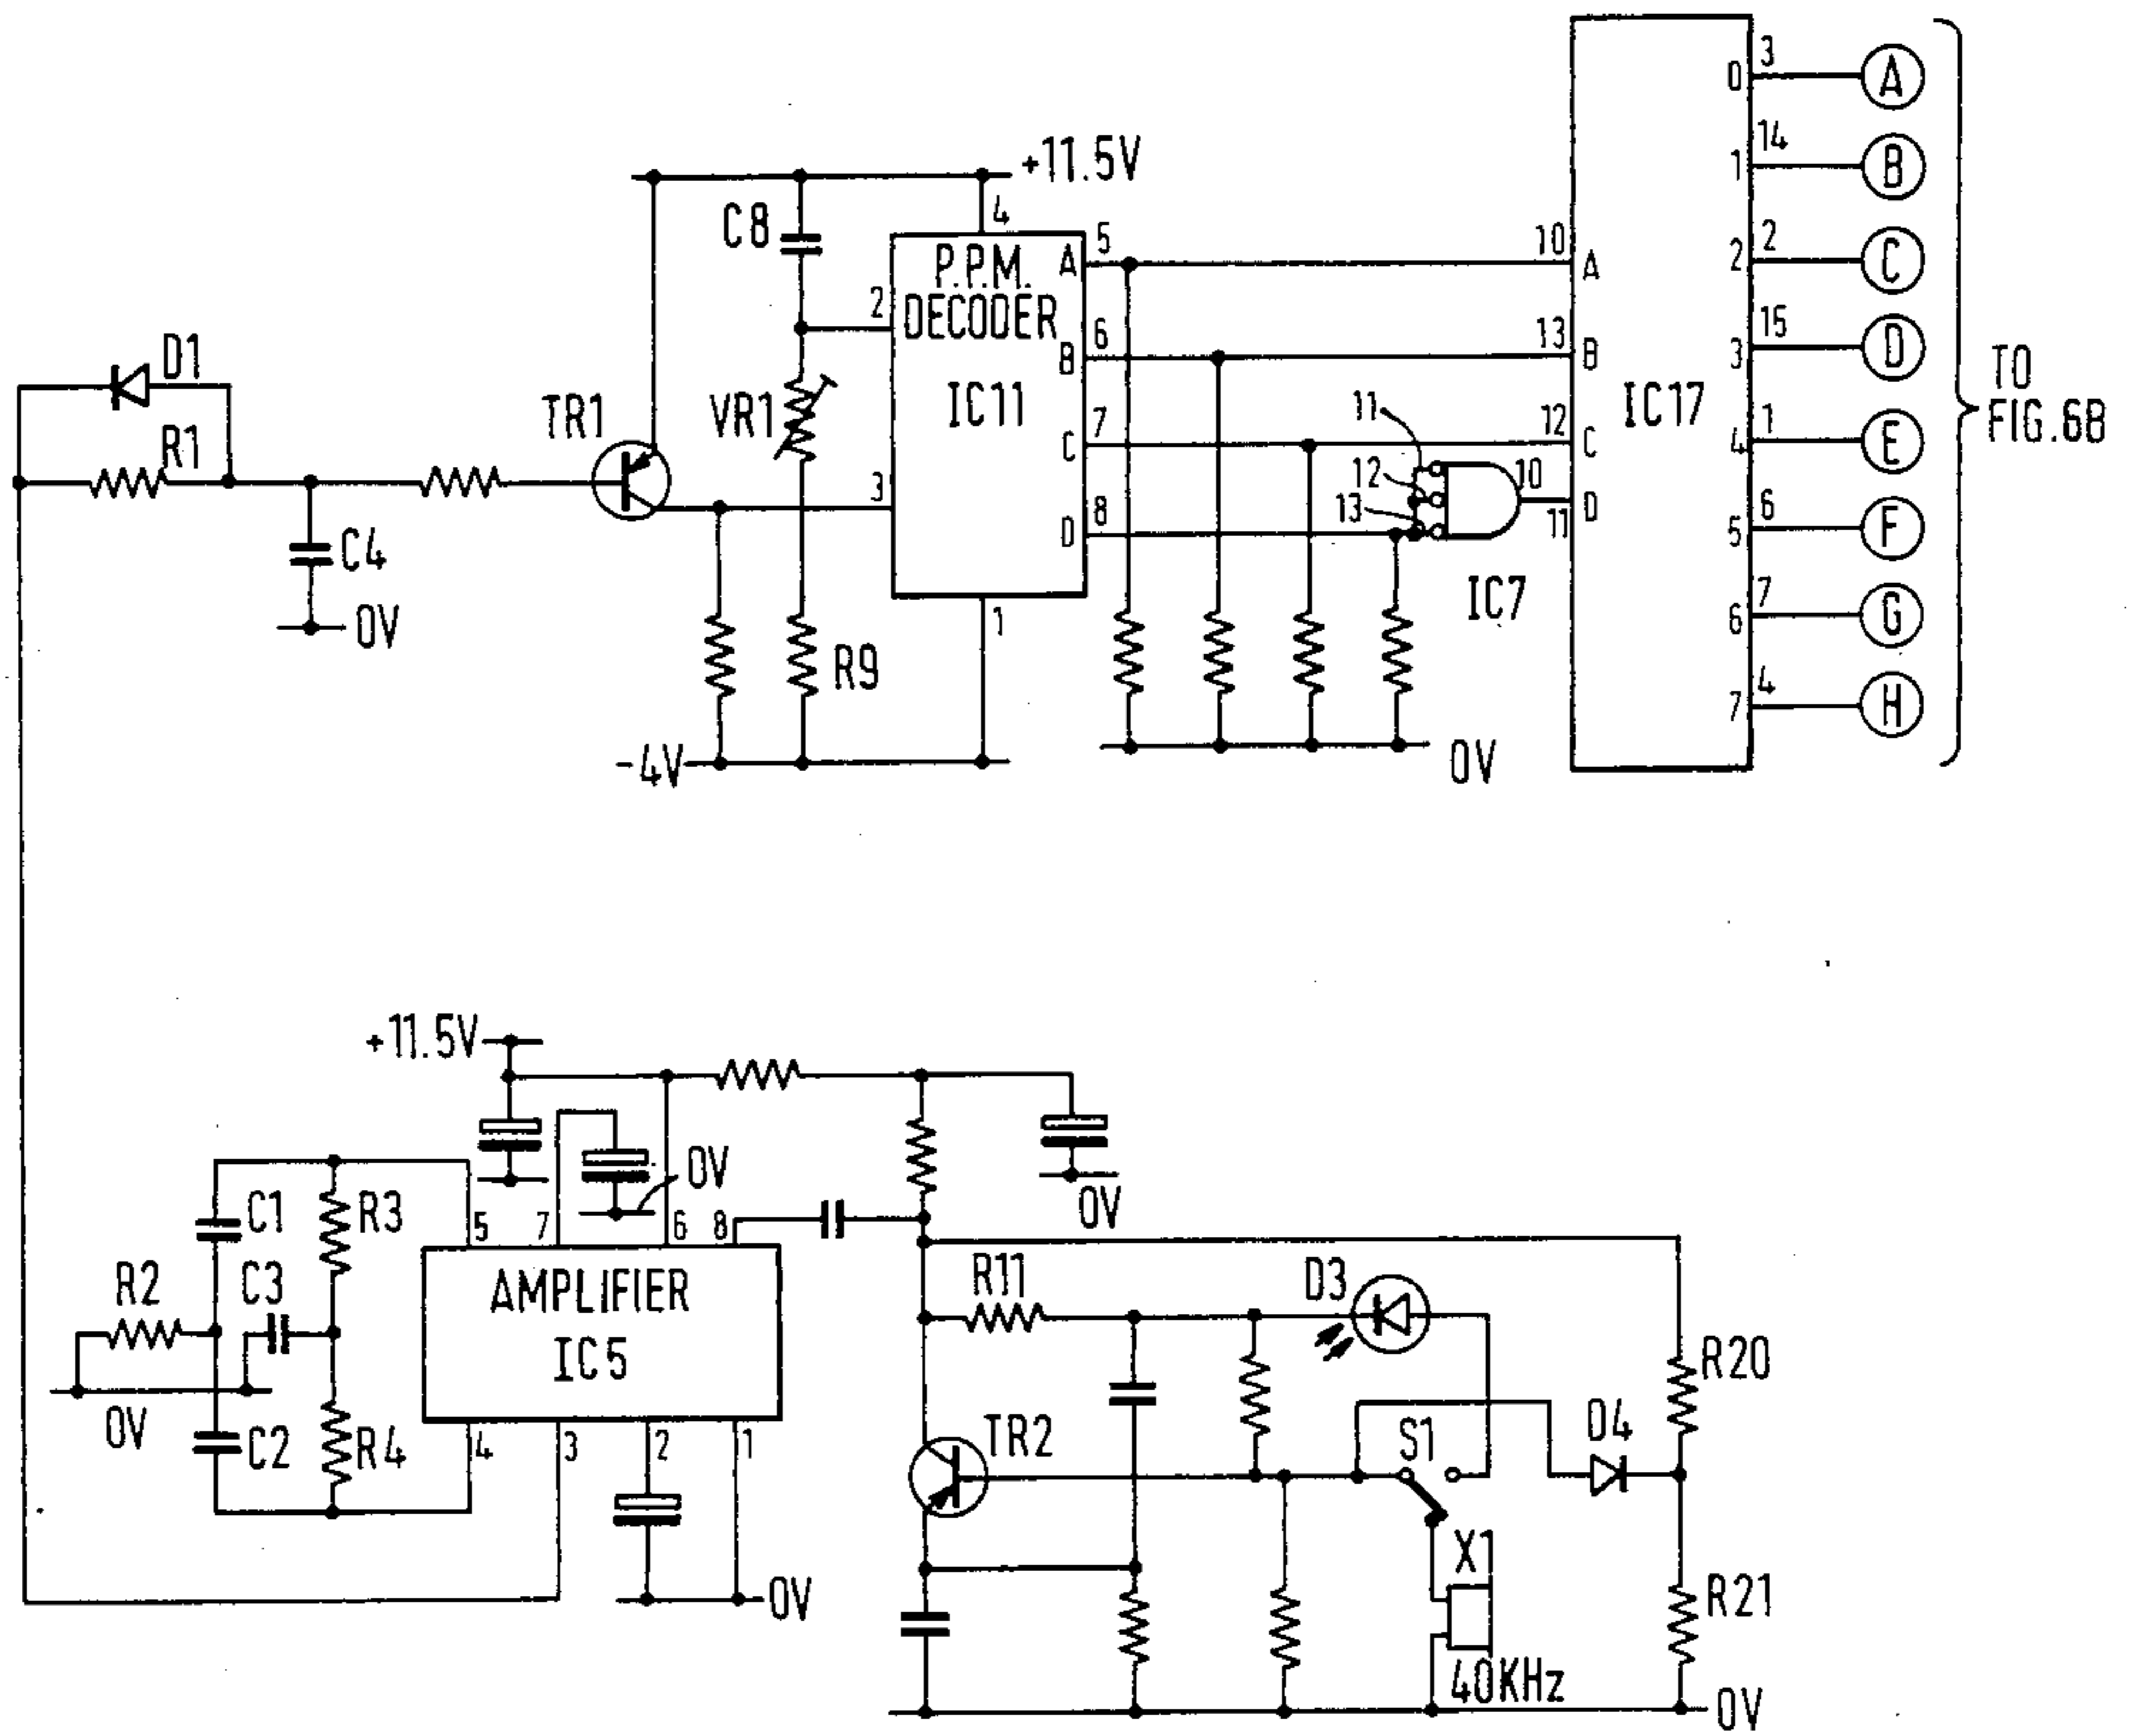 +11.5V
C8
4
P.P.M.
DECODER
IC11
2
3
1
A 5
B 6
C 7
D 8
D1
R1
C4
0V
TR1
VR1
R9
-4V
0V
11
12
13
10
IC7
10 A
13 B
12 C
11 D
IC17
0 3 A
1 14 B
2 2 C
3 15 D
4 1 E
5 6 F
6 7 G
7 4 H
TO
FIG.6B
+11.5V
0V
0V
5 7 6 8
AMPLIFIER
IC5
4 3 2 1
C1
R3
R2
C3
0V
C2
R4
0V
R11
D3
R20
TR2
S1
D4
X1
40KHz
R21
0V